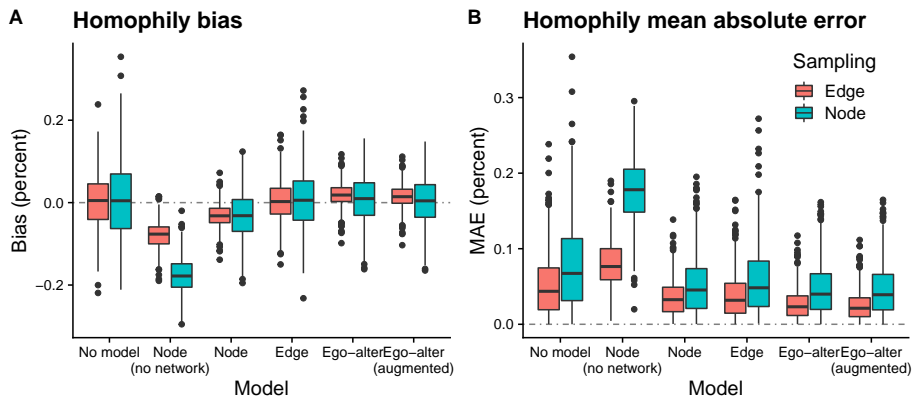 A
Homophily bias
Bias (percent)
0.2
0.0
−0.2
No model
Node
(no network)
Node
Edge
Ego−alter
Ego−alter
(augmented)
Model
B
Homophily mean absolute error
MAE (percent)
0.3
0.2
0.1
0.0
Sampling
Edge
Node
No model
Node
(no network)
Node
Edge
Ego−alter
Ego−alter
(augmented)
Model